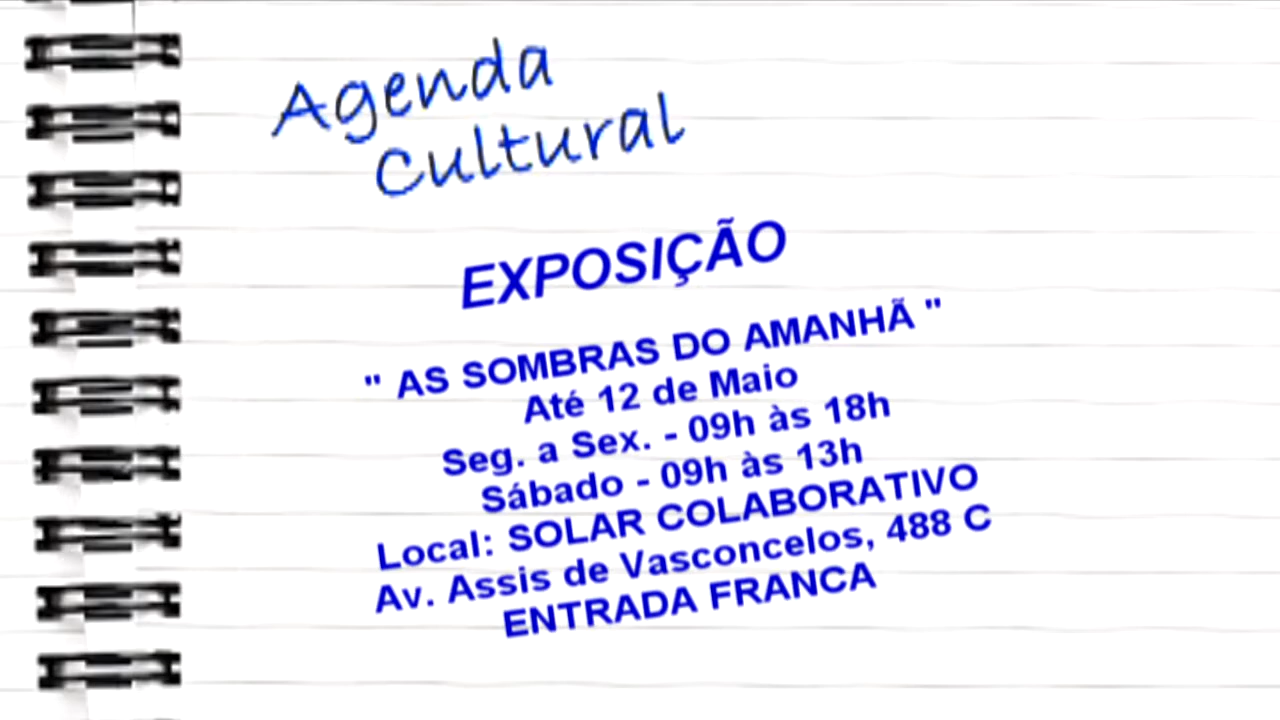 Agenda
Cultural
EXPOSIÇÃO
" AS SOMBRAS DO AMANHÃ "
Até 12 de Maio
Seg. a Sex. - 09h às 18h
Sábado - 09h às 13h
Local: SOLAR COLABORATIVO
Av. Assis de Vasconcelos, 488 C
ENTRADA FRANCA